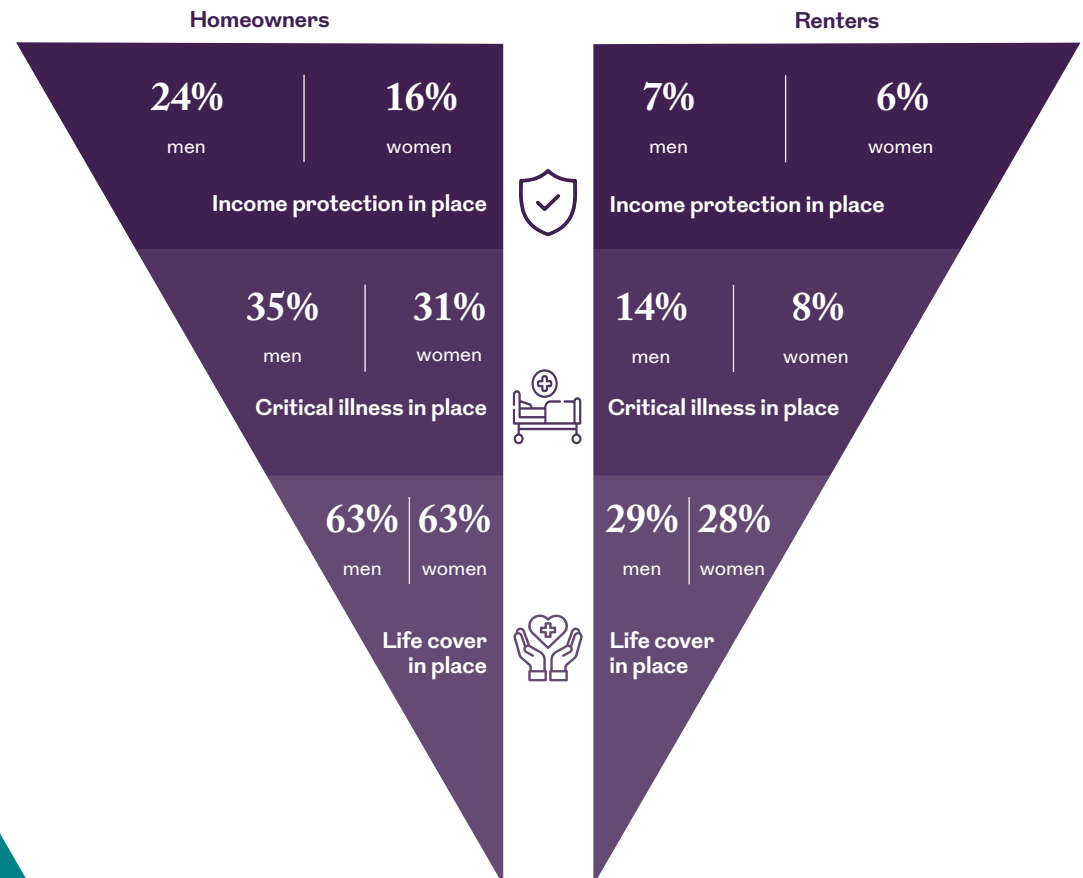 Homeowners
24% 16%
men women
Income protection in place
35% 31%
men women
Critical illness in place
63% 63%
men women
Life cover
in place
Renters
7% 6%
men women
Income protection in place
14% 8%
men women
Critical illness in place
29% 28%
men women
Life cover
in place